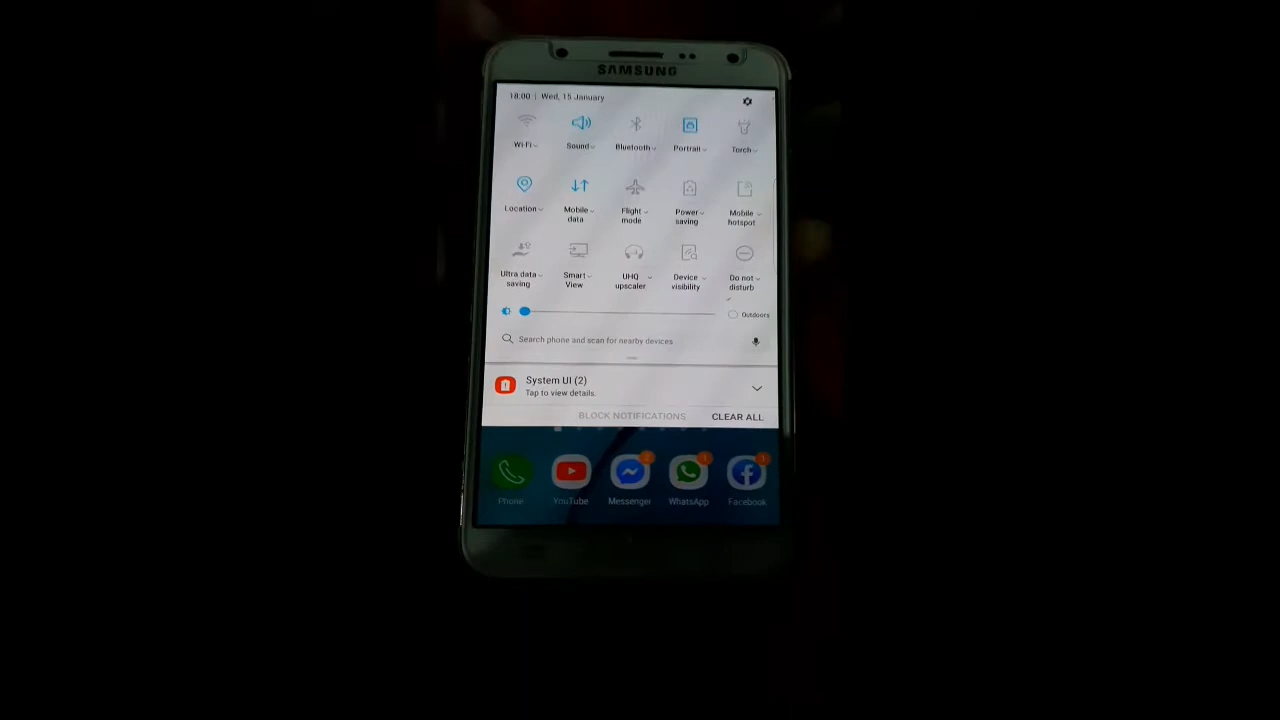 SAMSUNG
18:00 | Wed, 15 January
Wi-Fi Sound Bluetooth Portrait Torch
Location Mobile data Flight mode Power saving Mobile hotspot
Ultra data saving Smart View UHQ upscaler Device visibility Do not disturb
Outdoors
Search phone and scan for nearby devices
System UI (2)
Tap to view details.
BLOCK NOTIFICATIONS CLEAR ALL
2 1 1
Phone YouTube Messenger WhatsApp Facebook